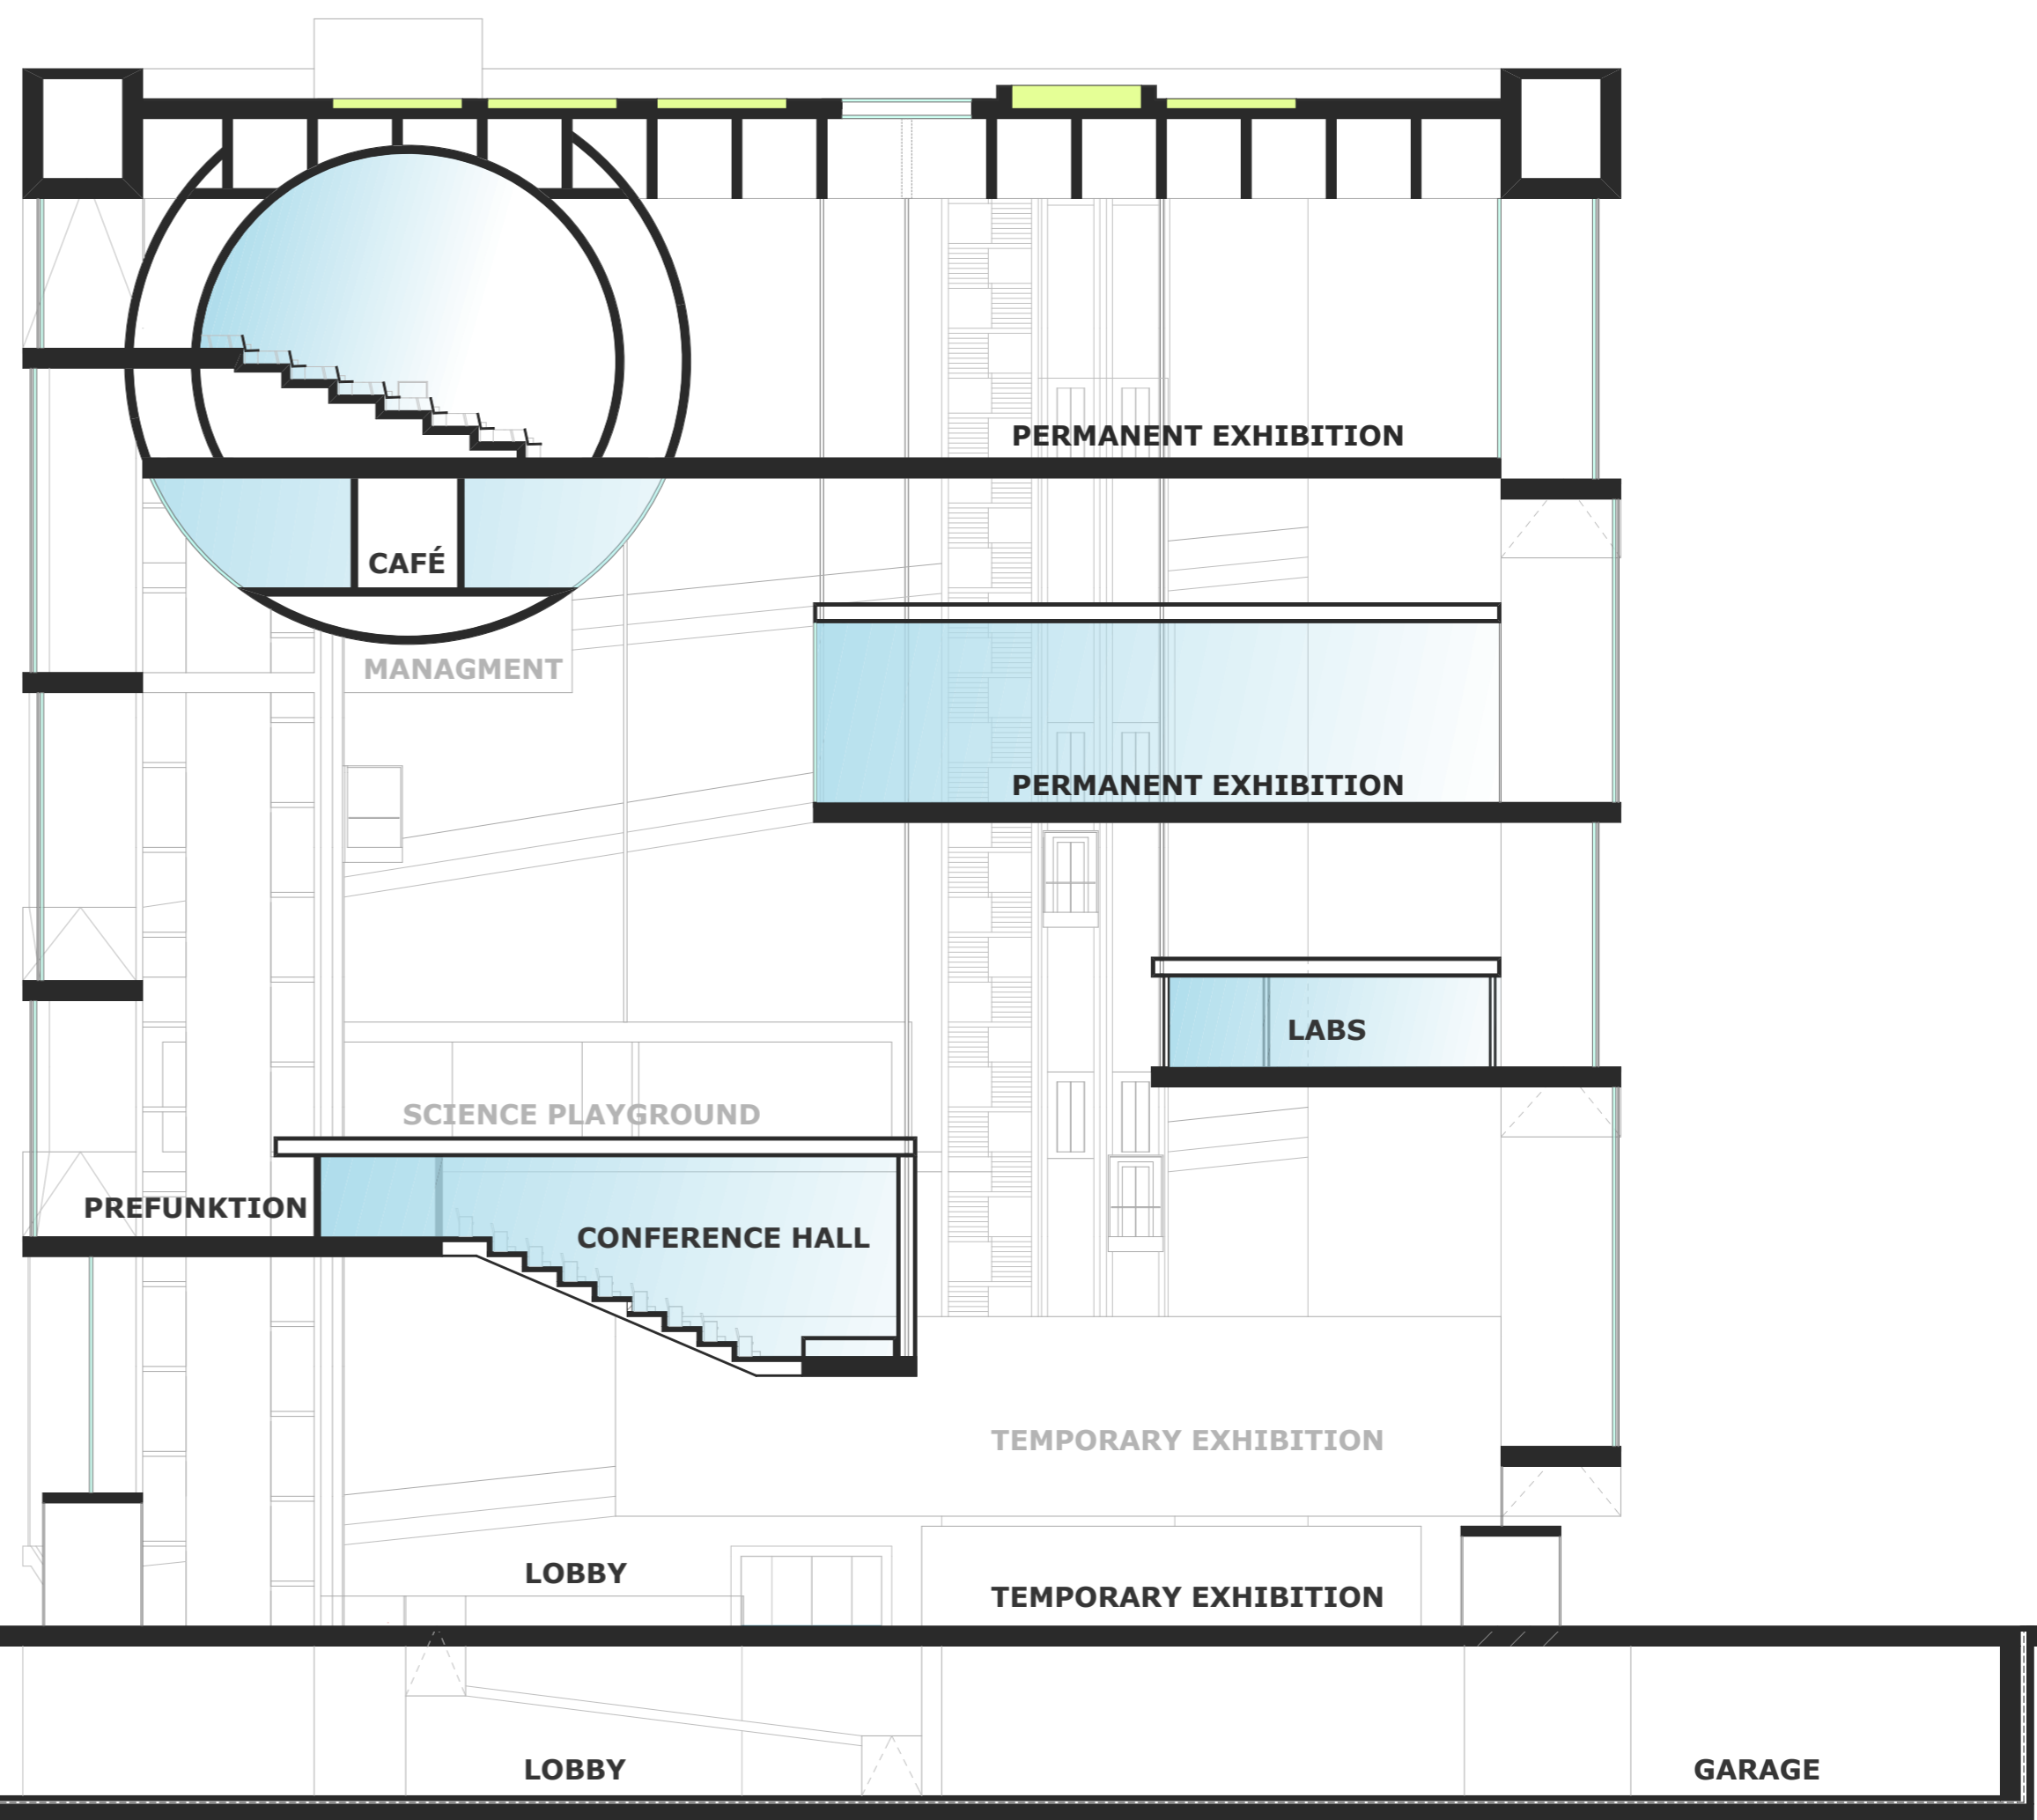 PERMANENT EXHIBITION
CAFÉ
MANAGMENT
PERMANENT EXHIBITION
LABS
SCIENCE PLAYGROUND
PREFUNKTION
CONFERENCE HALL
TEMPORARY EXHIBITION
LOBBY
TEMPORARY EXHIBITION
LOBBY
GARAGE